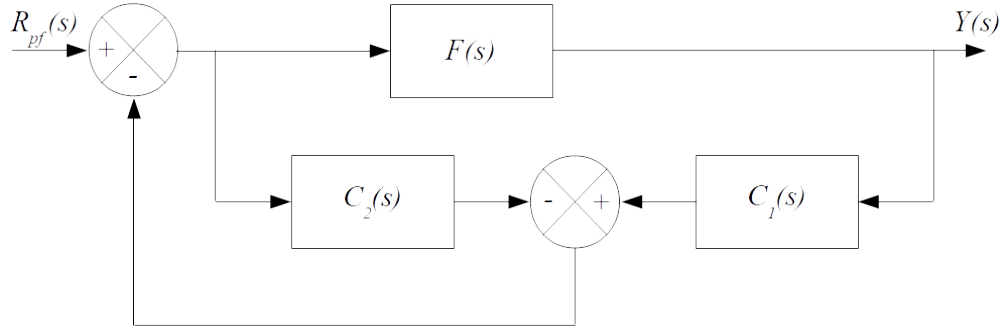 R_pf(s)
Y(s)
+
-
F(s)
C_2(s)
-
+
C_1(s)